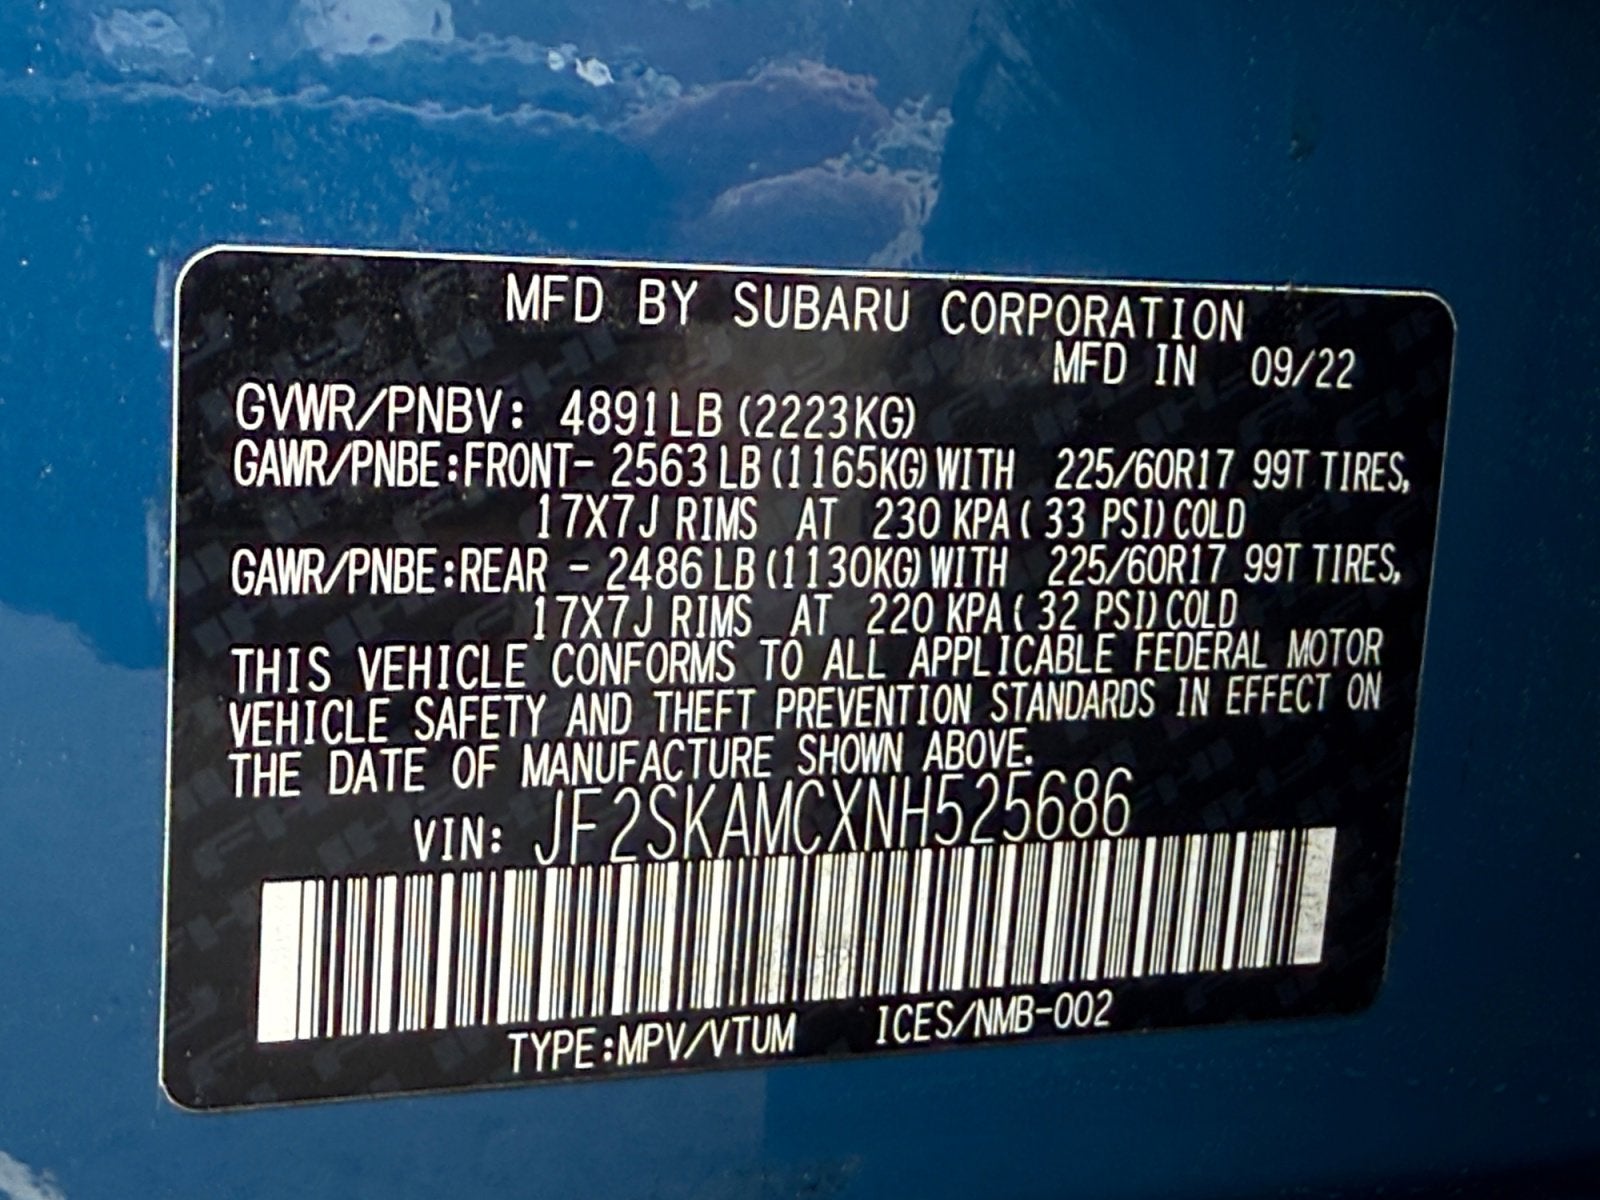 MFD BY SUBARU CORPORATION
MFD IN 09/22
GVWR/PNBV: 4891LB (2223KG)
GAWR/PNBE:FRONT- 2563 LB (1165KG) WITH 225/60R17 99T TIRES,
17X7J RIMS AT 230 KPA ( 33 PSI) COLD
GAWR/PNBE:REAR - 2486 LB (1130KG) WITH 225/60R17 99T TIRES,
17X7J RIMS AT 220 KPA ( 32 PSI) COLD
THIS VEHICLE CONFORMS TO ALL APPLICABLE FEDERAL MOTOR
VEHICLE SAFETY AND THEFT PREVENTION STANDARDS IN EFFECT ON
THE DATE OF MANUFACTURE SHOWN ABOVE.
VIN: JF2SKAMCXNH525686
TYPE:MPV/VTUM ICES/NMB-002